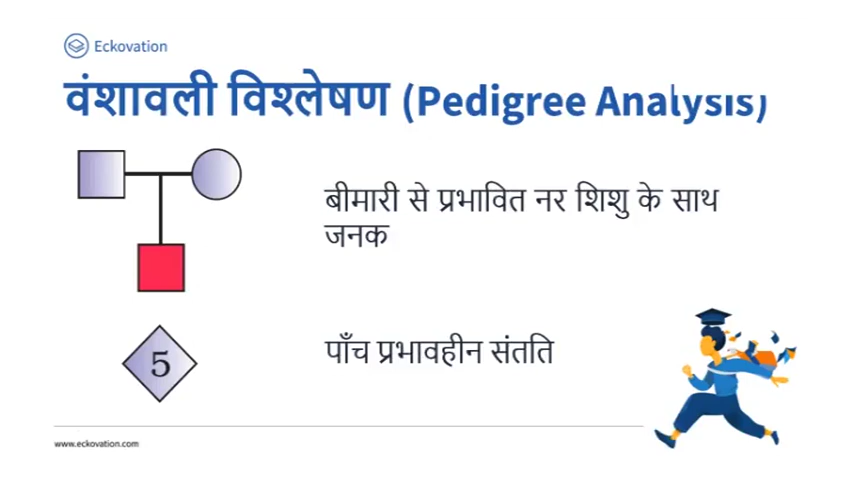 Eckovation
वंशावली विश्लेषण (Pedigree Analysis)
बीमारी से प्रभावित नर शिशु के साथ
जनक
5
पाँच प्रभावहीन संतति
www.eckovation.com